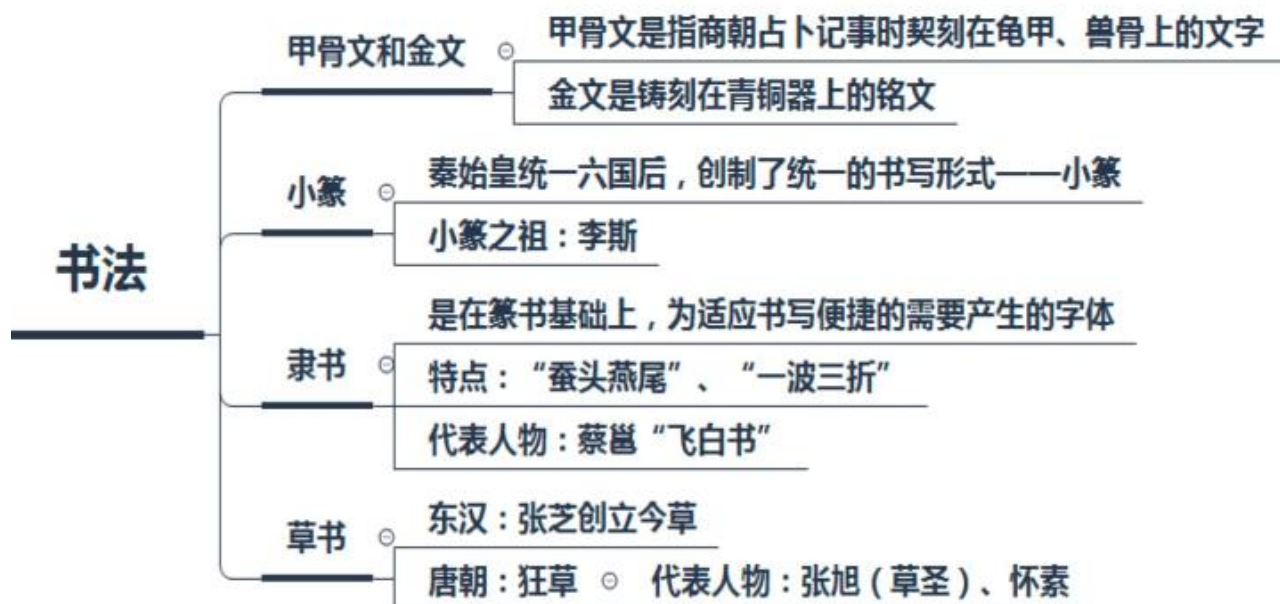 书法
甲骨文和金文
甲骨文是指商朝占卜记事时契刻在龟甲、兽骨上的文字
金文是铸刻在青铜器上的铭文
小篆
秦始皇统一六国后，创制了统一的书写形式——小篆
小篆之祖：李斯
隶书
是在篆书基础上，为适应书写便捷的需要产生的字体
特点：“蚕头燕尾”、“一波三折”
代表人物：蔡邕“飞白书”
草书
东汉：张芝创立今草
唐朝：狂草
代表人物：张旭（草圣）、怀素